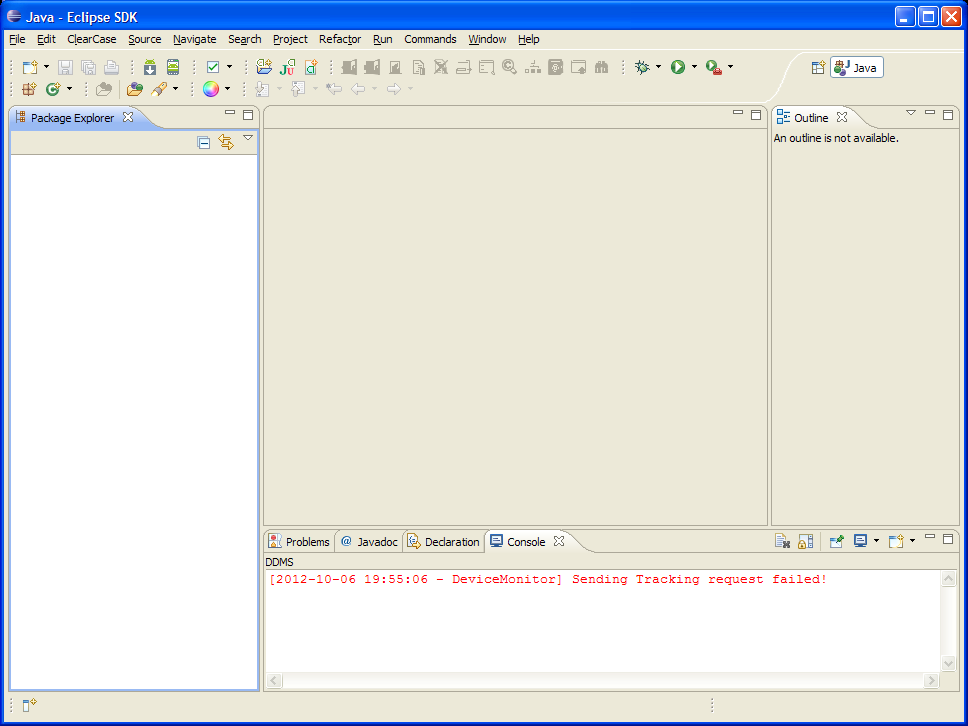 Java - Eclipse SDK
File Edit ClearCase Source Navigate Search Project Refactor Run Commands Window Help
Java
Package Explorer
Outline
An outline is not available.
Problems @ Javadoc Declaration Console
DDMS
[2012-10-06 19:55:06 - DeviceMonitor] Sending Tracking request failed!